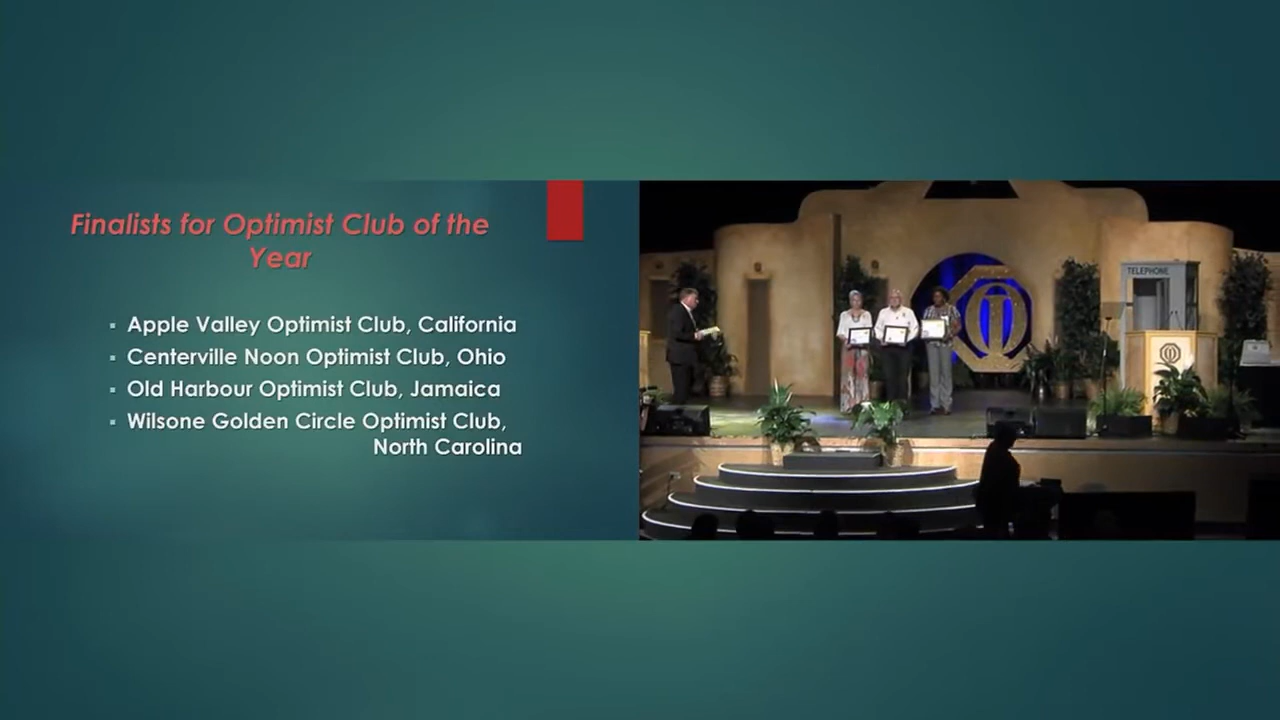 Finalists for Optimist Club of the
Year
Apple Valley Optimist Club, California
Centerville Noon Optimist Club, Ohio
Old Harbour Optimist Club, Jamaica
Wilsone Golden Circle Optimist Club,
North Carolina
TELEPHONE